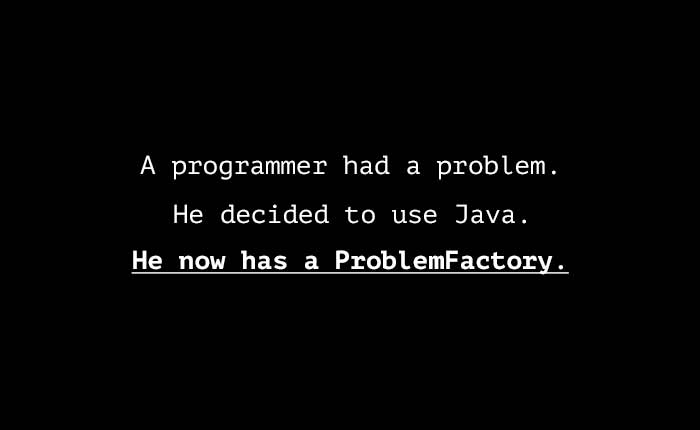 A programmer had a problem.
He decided to use Java.
He now has a ProblemFactory.